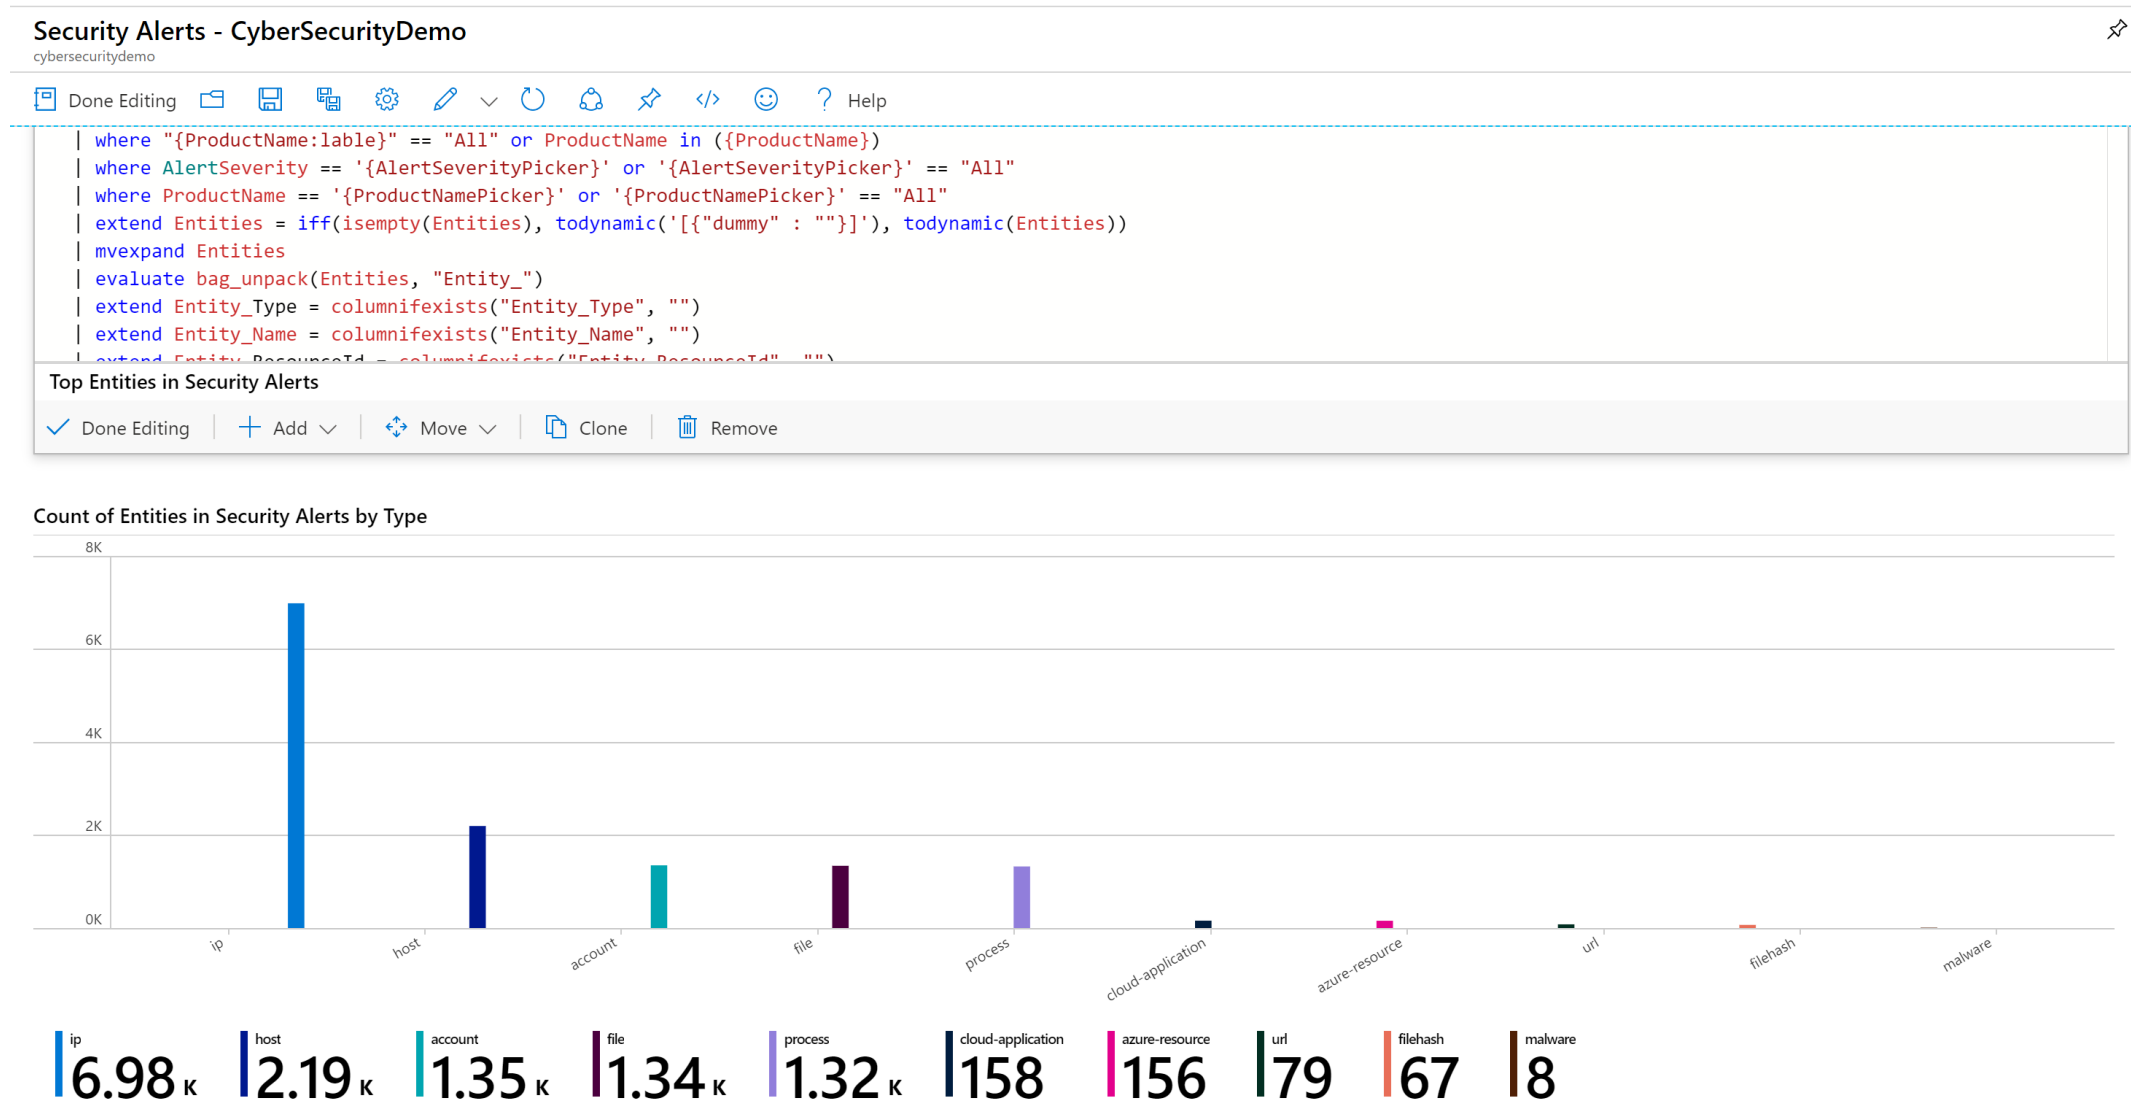 Security Alerts - CyberSecurityDemo
cybersecuritydemo
Done Editing Help
| where "{ProductName:lable}" == "All" or ProductName in ({ProductName})
| where AlertSeverity == '{AlertSeverityPicker}' or '{AlertSeverityPicker}' == "All"
| where ProductName == '{ProductNamePicker}' or '{ProductNamePicker}' == "All"
| extend Entities = iff(isempty(Entities), todynamic('[{"dummy" : ""}]'), todynamic(Entities))
| mvexpand Entities
| evaluate bag_unpack(Entities, "Entity_")
| extend Entity_Type = columnifexists("Entity_Type", "")
| extend Entity_Name = columnifexists("Entity_Name", "")
| extend Entity_ResourceId = columnifexists("Entity_ResourceId", "")
Top Entities in Security Alerts
Done Editing Add Move Clone Remove
Count of Entities in Security Alerts by Type
8K
6K
4K
2K
0K
ip host account file process cloud-application azure-resource url filehash malware
ip host account file process cloud-application azure-resource url filehash malware
6.98 K 2.19 K 1.35 K 1.34 K 1.32 K 158 156 79 67 8